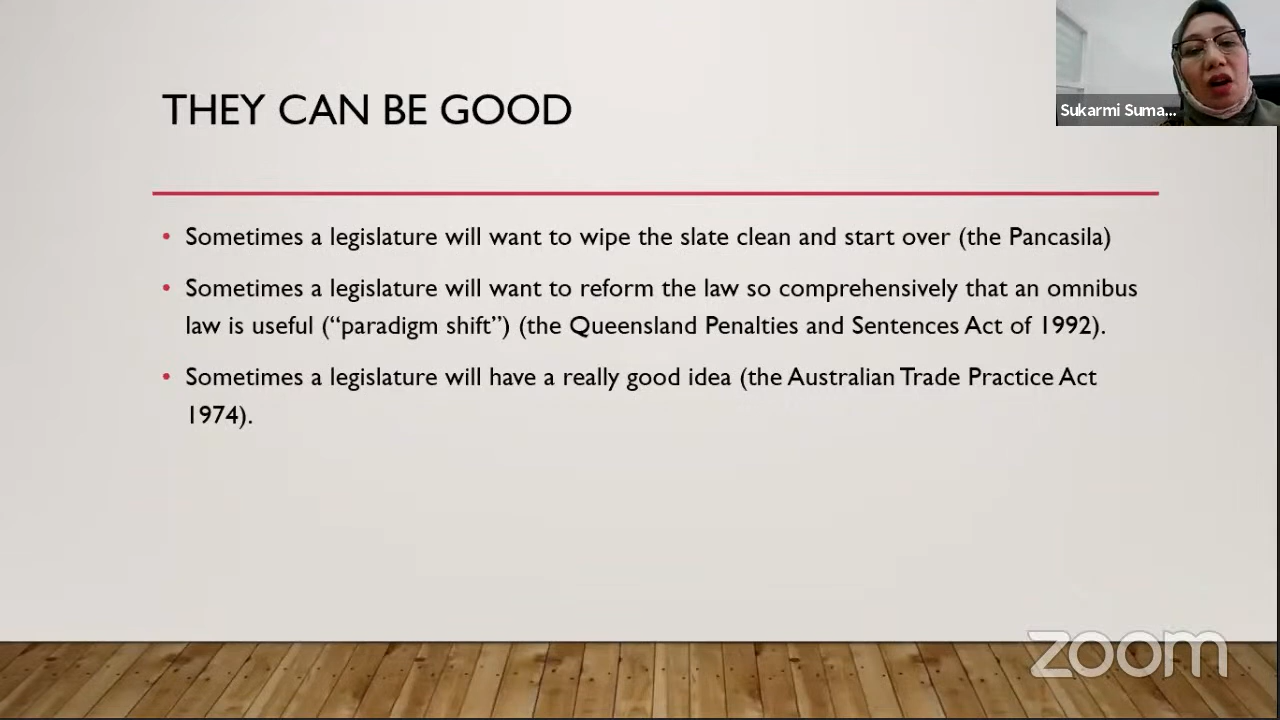 THEY CAN BE GOOD
Sukarmi Suma...
• Sometimes a legislature will want to wipe the slate clean and start over (the Pancasila)
• Sometimes a legislature will want to reform the law so comprehensively that an omnibus
law is useful (“paradigm shift”) (the Queensland Penalties and Sentences Act of 1992).
• Sometimes a legislature will have a really good idea (the Australian Trade Practice Act
1974).
zoom